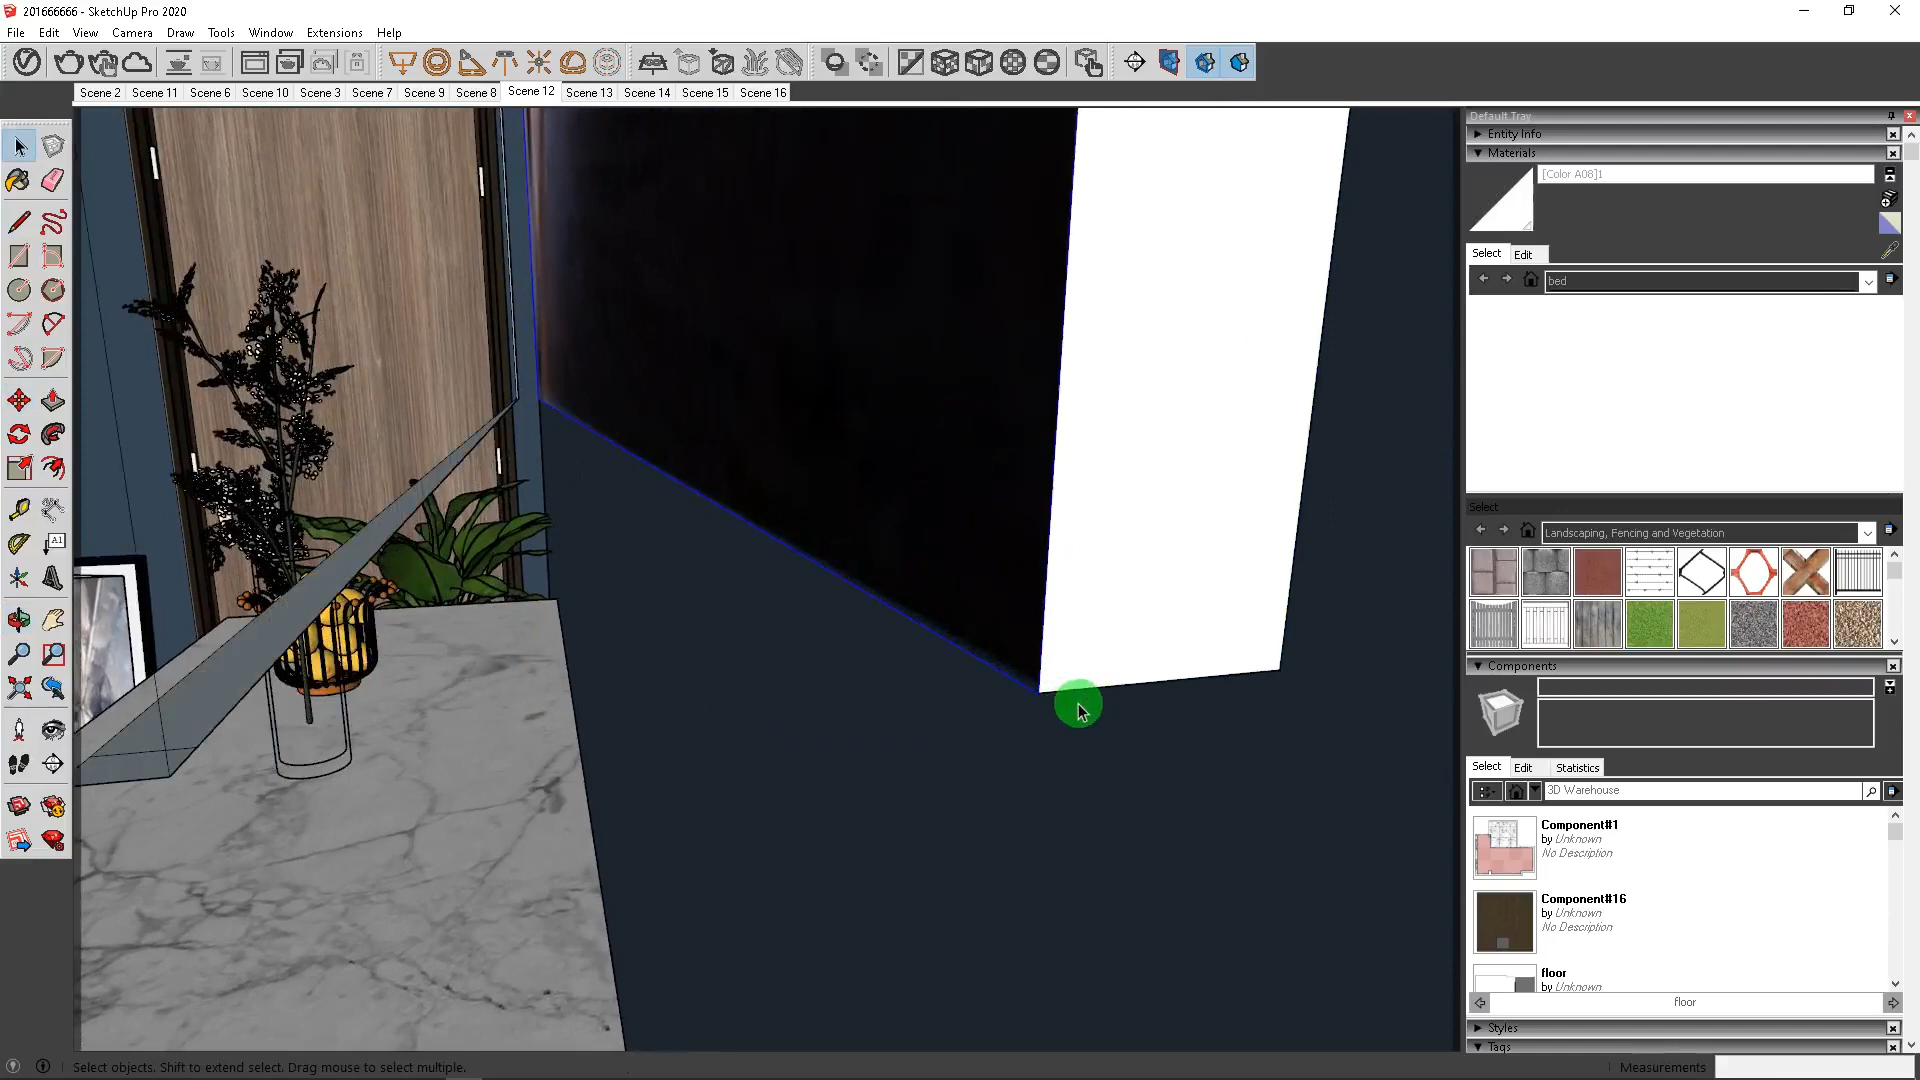 201666666 - SketchUp Pro 2020
File Edit View Camera Draw Tools Window Extensions Help
Scene 2 Scene 11 Scene 6 Scene 10 Scene 3 Scene 7 Scene 9 Scene 8 Scene 12 Scene 13 Scene 14 Scene 15 Scene 16
Default Tray
Entity Info
Materials
[Color A08]1
Select Edit
bed
Select
Landscaping, Fencing and Vegetation
A1
Components
Select Edit Statistics
3D Warehouse
Component#1
by Unknown
No Description
Component#16
by Unknown
No Description
floor
by Unknown
floor
Styles
Tags
Select objects. Shift to extend select. Drag mouse to select multiple.
Measurements